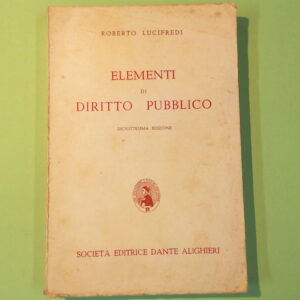 ROBERTO LUCIFREDI
ELEMENTI
DI
DIRITTO PUBBLICO
DICIOTTESIMA EDIZIONE
SOCIETÀ EDITRICE DANTE ALIGHIERI